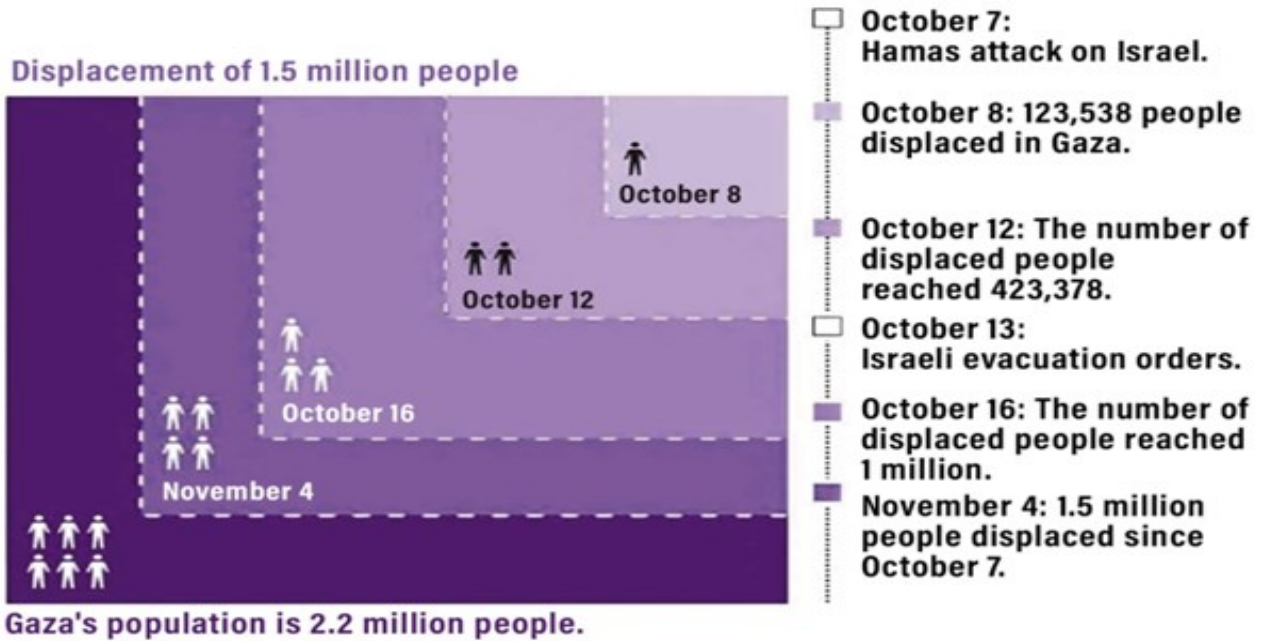 Displacement of 1.5 million people
October 8
October 12
October 16
November 4
Gaza's population is 2.2 million people.
October 7:
Hamas attack on Israel.
October 8: 123,538 people
displaced in Gaza.
October 12: The number of
displaced people
reached 423,378.
October 13:
Israeli evacuation orders.
October 16: The number of
displaced people reached
1 million.
November 4: 1.5 million
people displaced since
October 7.